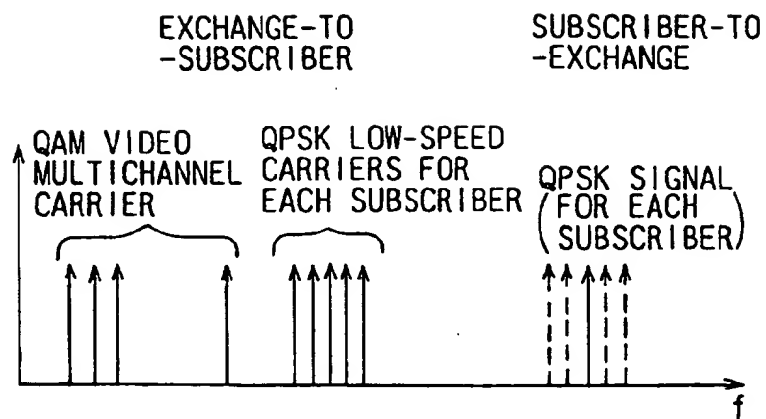 EXCHANGE-TO
-SUBSCRIBER
SUBSCRIBER-TO
-EXCHANGE
QAM VIDEO
MULTICHANNEL
CARRIER
QPSK LOW-SPEED
CARRIERS FOR
EACH SUBSCRIBER
QPSK SIGNAL
(FOR EACH
SUBSCRIBER)
f